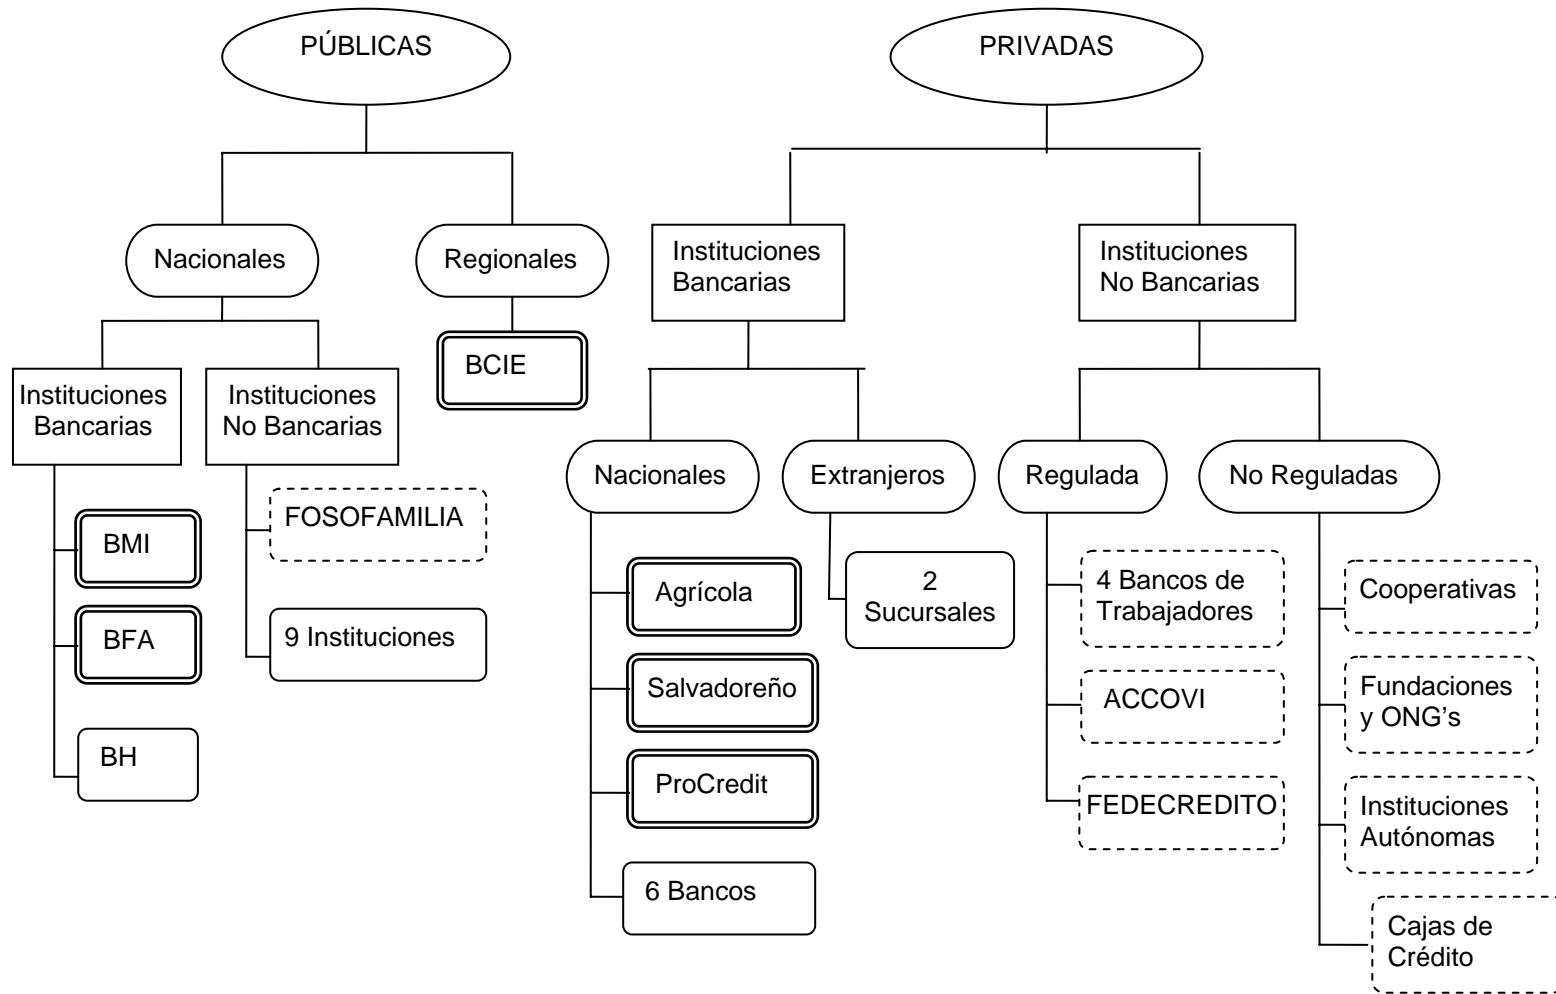 PÚBLICAS
PRIVADAS
Nacionales
Regionales
Instituciones
Bancarias
Instituciones
No Bancarias
BCIE
Instituciones
Bancarias
Instituciones
No Bancarias
Nacionales
Extranjeros
Regulada
No Reguladas
BMI
BFA
BH
FOSOFAMILIA
9 Instituciones
Agrícola
Salvadoreño
ProCredit
6 Bancos
2
Sucursales
4 Bancos de
Trabajadores
ACCOVI
FEDECREDITO
Cooperativas
Fundaciones
y ONG’s
Instituciones
Autónomas
Cajas de
Crédito